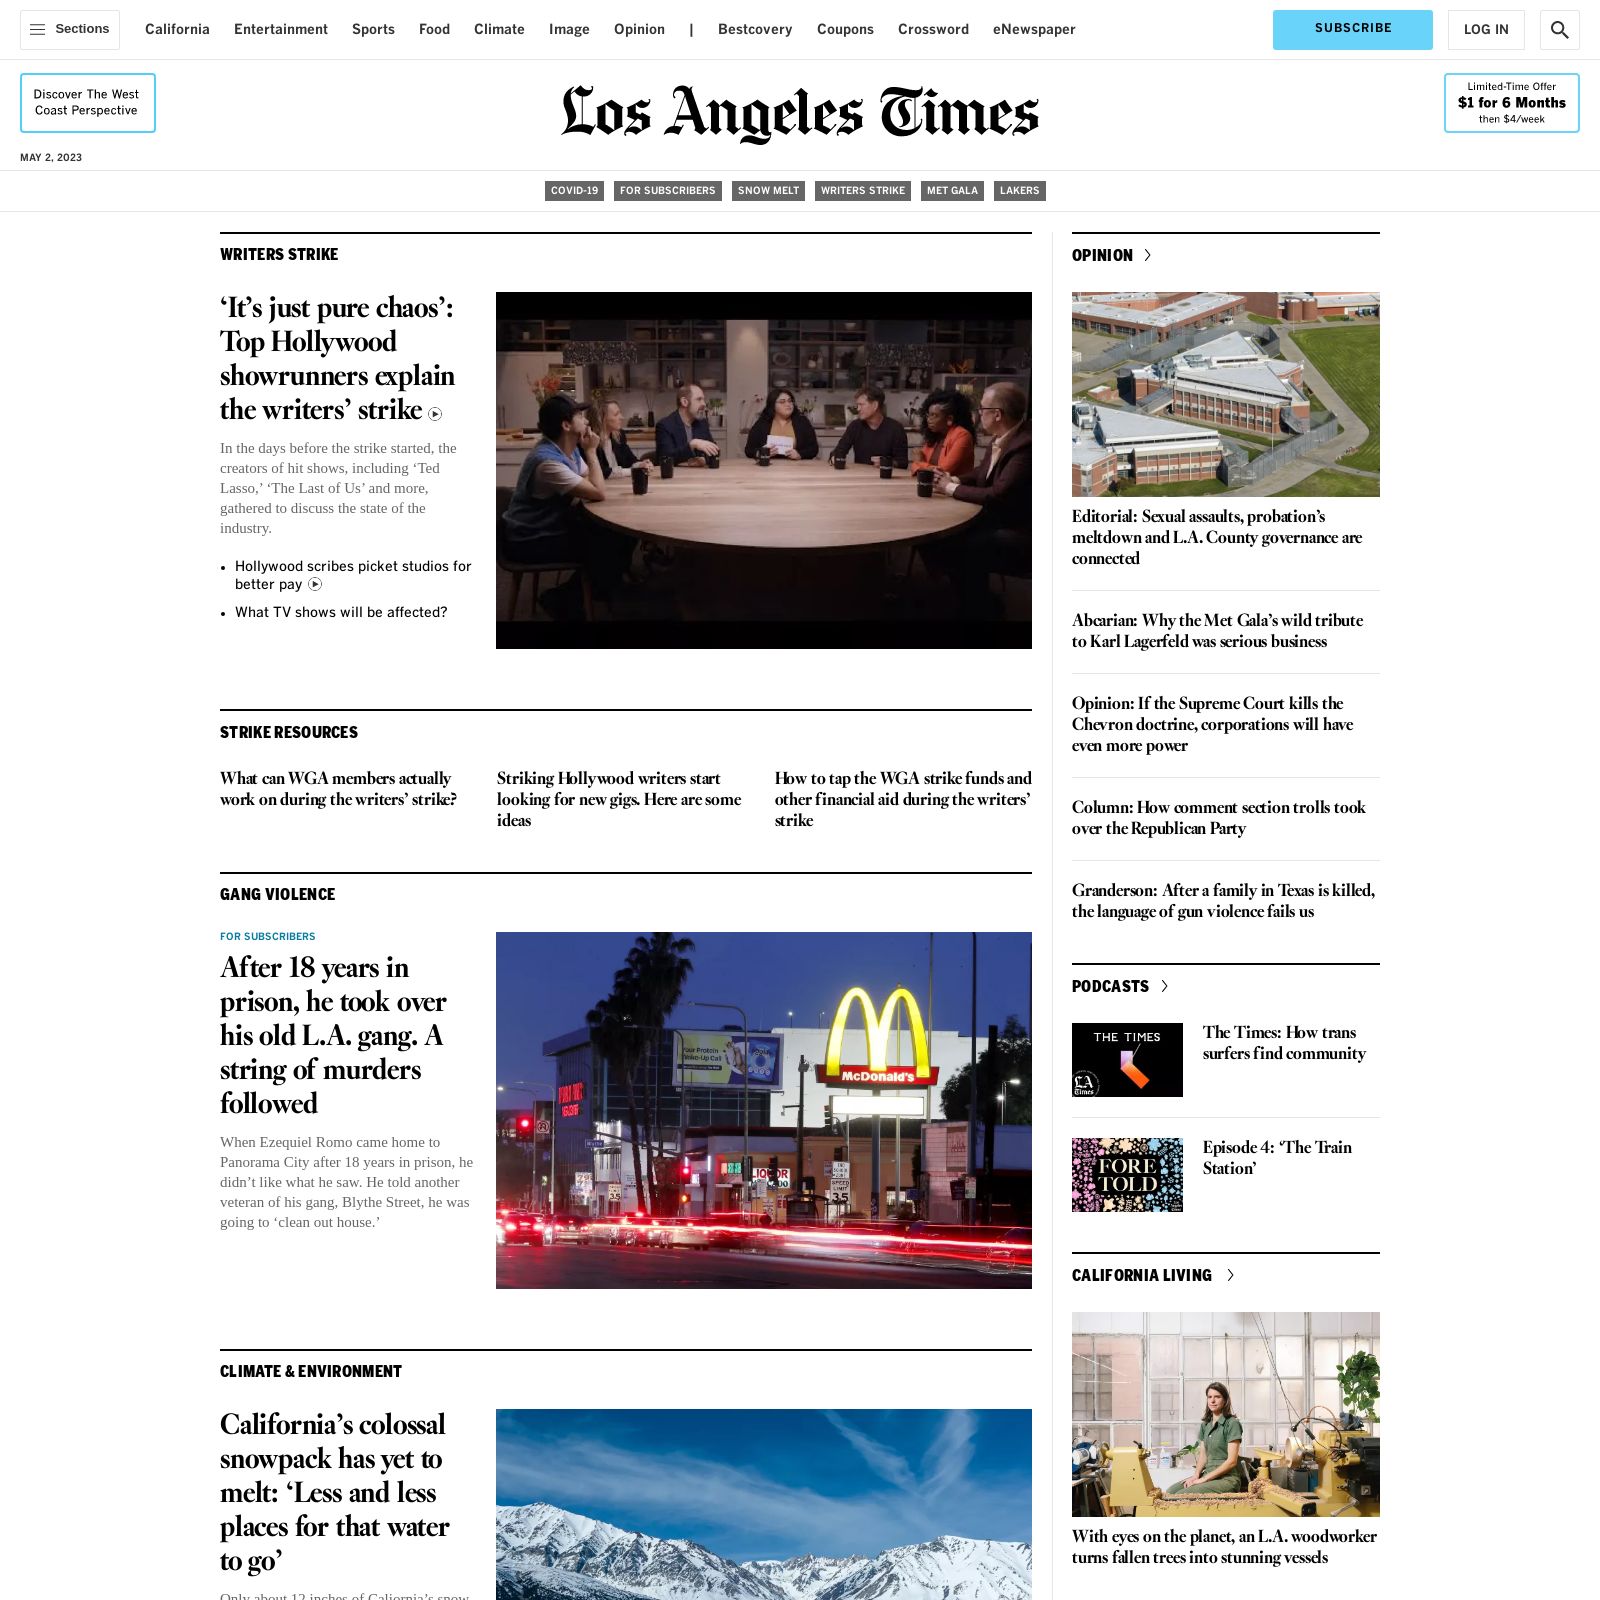 Sections
California
Entertainment
Sports
Food
Climate
Image
Opinion
|
Bestcovery
Coupons
Crossword
eNewspaper
SUBSCRIBE
LOG IN
Discover The West
Coast Perspective
Los Angeles Times
Limited-Time Offer
$1 for 6 Months
then $4/week
MAY 2, 2023
COVID-19
FOR SUBSCRIBERS
SNOW MELT
WRITERS STRIKE
MET GALA
LAKERS
WRITERS STRIKE
‘It’s just pure chaos’:
Top Hollywood
showrunners explain
the writers’ strike
In the days before the strike started, the
creators of hit shows, including ‘Ted
Lasso,’ ‘The Last of Us’ and more,
gathered to discuss the state of the
industry.
• Hollywood scribes picket studios for
better pay
• What TV shows will be affected?
STRIKE RESOURCES
What can WGA members actually
work on during the writers’ strike?
Striking Hollywood writers start
looking for new gigs. Here are some
ideas
How to tap the WGA strike funds and
other financial aid during the writers’
strike
GANG VIOLENCE
FOR SUBSCRIBERS
After 18 years in
prison, he took over
his old L.A. gang. A
string of murders
followed
When Ezequiel Romo came home to
Panorama City after 18 years in prison, he
didn’t like what he saw. He told another
veteran of his gang, Blythe Street, he was
going to ‘clean out house.’
McDonald's
SPEED
LIMIT
35
CLIMATE & ENVIRONMENT
California’s colossal
snowpack has yet to
melt: ‘Less and less
places for that water
to go’
Only about 12 inches of Caliornia’s snow
OPINION
Editorial: Sexual assaults, probation’s
meltdown and L.A. County governance are
connected
Abcarian: Why the Met Gala’s wild tribute
to Karl Lagerfeld was serious business
Opinion: If the Supreme Court kills the
Chevron doctrine, corporations will have
even more power
Column: How comment section trolls took
over the Republican Party
Granderson: After a family in Texas is killed,
the language of gun violence fails us
PODCASTS
THE TIMES
LA
Times
The Times: How trans
surfers find community
FORE
TOLD
Episode 4: ‘The Train
Station’
CALIFORNIA LIVING
With eyes on the planet, an L.A. woodworker
turns fallen trees into stunning vessels